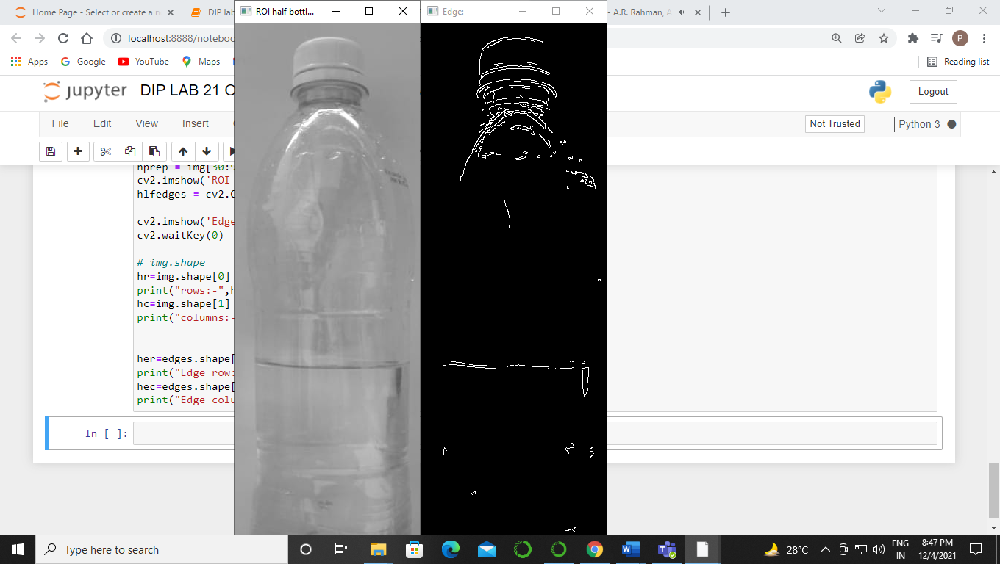 Home Page - Select or create a n
DIP lab
- A.R. Rahman, A
ROI half bottl...
Edge:-
localhost:8888/noteboo
P
Apps
YouTube
Maps
Reading list
jupyter
DIP LAB 21 O
Logout
File
Edit
View
Insert
Not Trusted
Python 3
hprep = img[30:9
cv2.imshow('ROI
hlfedges = cv2.C
cv2.imshow('Edge
cv2.waitKey(0)
# img.shape
hr=img.shape[0]
print("rows:-",h
hc=img.shape[1]
print("columns:-
her=edges.shape[
print("Edge row:
hec=edges.shape[
print("Edge colu
In [ ]:
Type here to search
28°C
ENG
IN
8:47 PM
12/4/2021